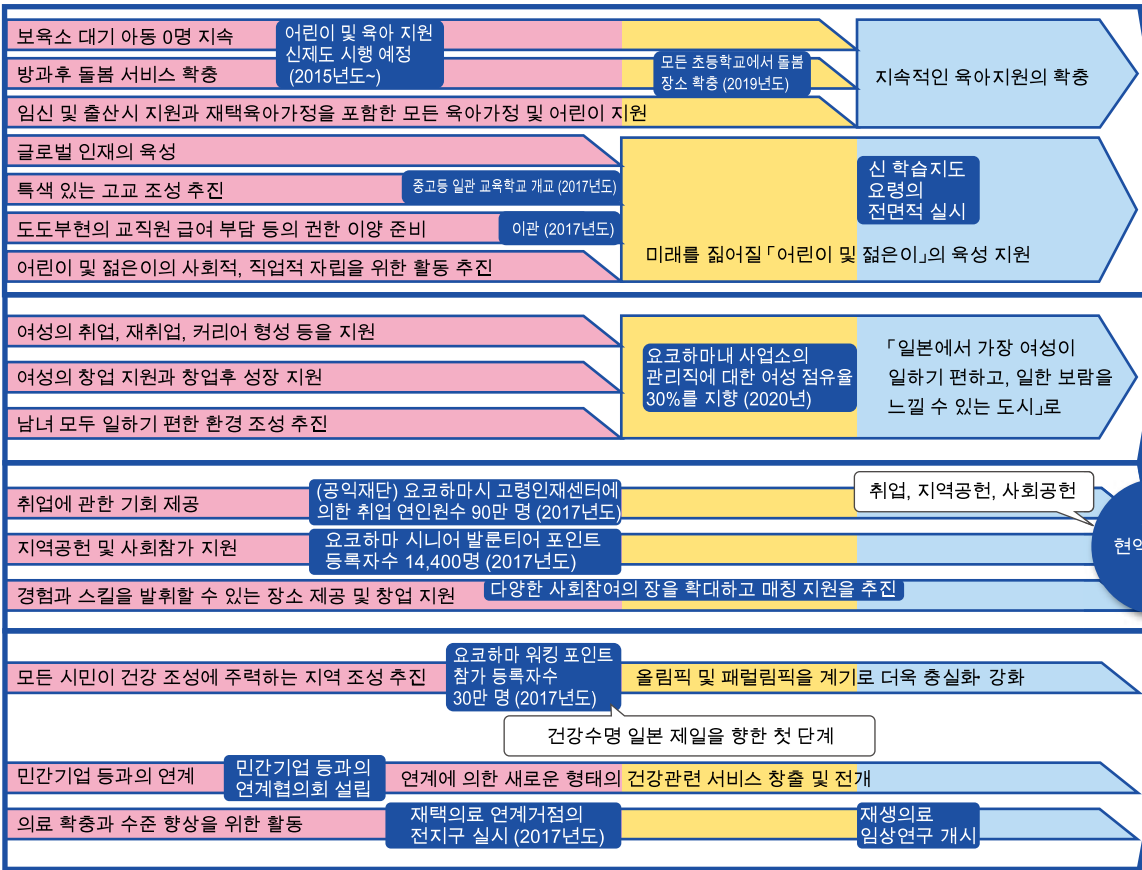 보육소 대기 아동 0명 지속
어린이 및 육아 지원
신제도 시행 예정
(2015년도~)
방과후 돌봄 서비스 확충
모든 초등학교에서 돌봄
장소 확충 (2019년도)
지속적인 육아지원의 확충
임신 및 출산시 지원과 재택육아가정을 포함한 모든 육아가정 및 어린이 지원
글로벌 인재의 육성
특색 있는 고교 조성 추진
중고등 일관 교육학교 개교 (2017년도)
신 학습지도
요령의
전면적 실시
도도부현의 교직원 급여 부담 등의 권한 이양 준비
이관 (2017년도)
미래를 짊어질 「어린이 및 젊은이」의 육성 지원
어린이 및 젊은이의 사회적, 직업적 자립을 위한 활동 추진
여성의 취업, 재취업, 커리어 형성 등을 지원
여성의 창업 지원과 창업후 성장 지원
남녀 모두 일하기 편한 환경 조성 추진
요코하마내 사업소의
관리직에 대한 여성 점유율
30%를 지향 (2020년)
「일본에서 가장 여성이
일하기 편하고, 일한 보람을
느낄 수 있는 도시」로
취업에 관한 기회 제공
(공익재단) 요코하마시 고령인재센터에
의한 취업 연인원수 90만 명 (2017년도)
취업, 지역공헌, 사회공헌
지역공헌 및 사회참가 지원
요코하마 시니어 발룬티어 포인트
등록자수 14,400명 (2017년도)
경험과 스킬을 발휘할 수 있는 장소 제공 및 창업 지원
다양한 사회참여의 장을 확대하고 매칭 지원을 추진
현역
모든 시민이 건강 조성에 주력하는 지역 조성 추진
요코하마 워킹 포인트
참가 등록자수
30만 명 (2017년도)
올림픽 및 패럴림픽을 계기로 더욱 충실화· 강화
건강수명 일본 제일을 향한 첫 단계
민간기업 등과의 연계
민간기업 등과의
연계협의회 설립
연계에 의한 새로운 형태의 건강관련 서비스 창출 및 전개
의료 확충과 수준 향상을 위한 활동
재택의료 연계거점의
전지구 실시 (2017년도)
재생의료
임상연구 개시